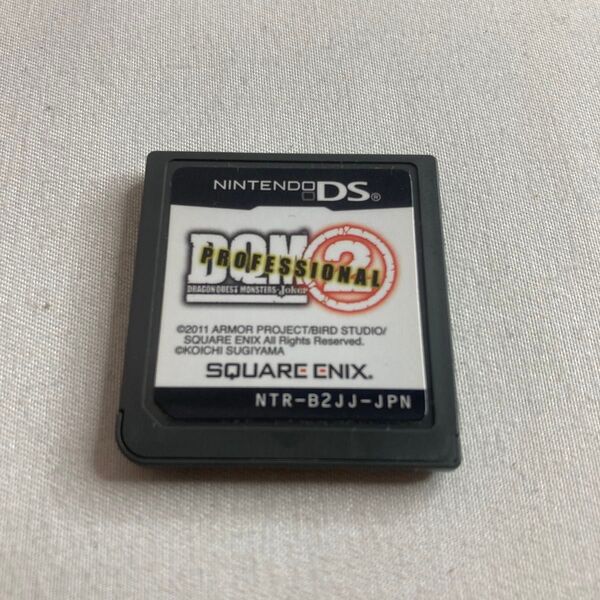 NINTENDO DS®
DQM 2
PROFESSIONAL
DRAGON QUEST MONSTERS-Joker
©2011 ARMOR PROJECT/BIRD STUDIO/
SQUARE ENIX All Rights Reserved.
©KOICHI SUGIYAMA
SQUARE ENIX.
NTR-B2JJ-JPN